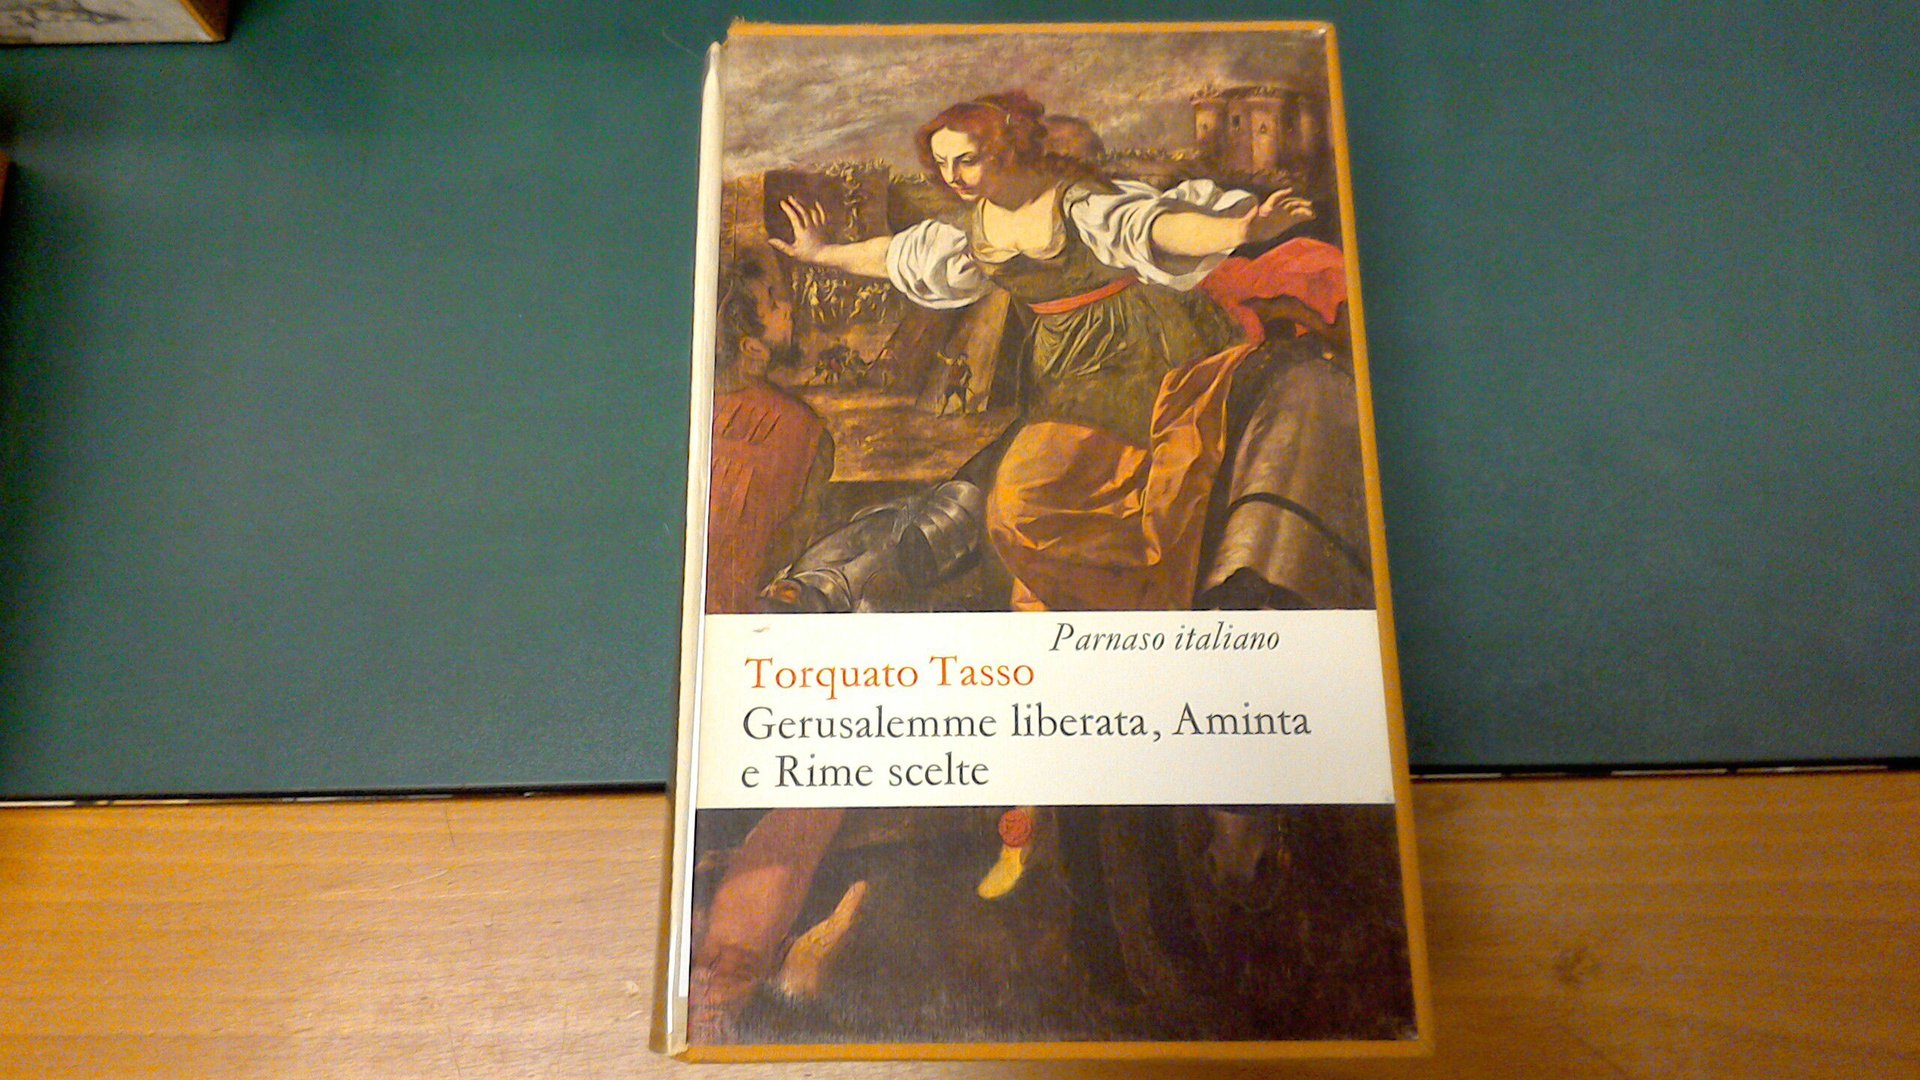 Parnaso italiano
Torquato Tasso
Gerusalemme liberata, Aminta
e Rime scelte